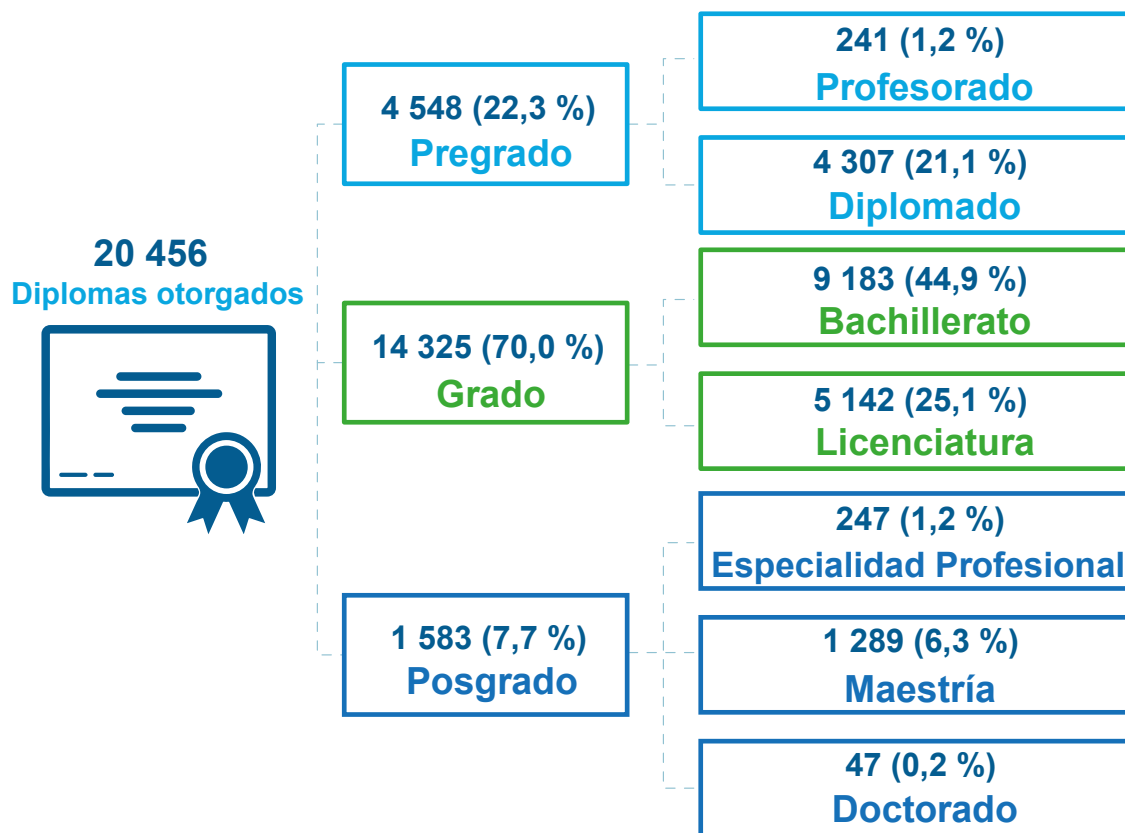 20 456
Diplomas otorgados
4 548 (22,3 %)
Pregrado
241 (1,2 %)
Profesorado
4 307 (21,1 %)
Diplomado
14 325 (70,0 %)
Grado
9 183 (44,9 %)
Bachillerato
5 142 (25,1 %)
Licenciatura
1 583 (7,7 %)
Posgrado
247 (1,2 %)
Especialidad Profesional
1 289 (6,3 %)
Maestría
47 (0,2 %)
Doctorado